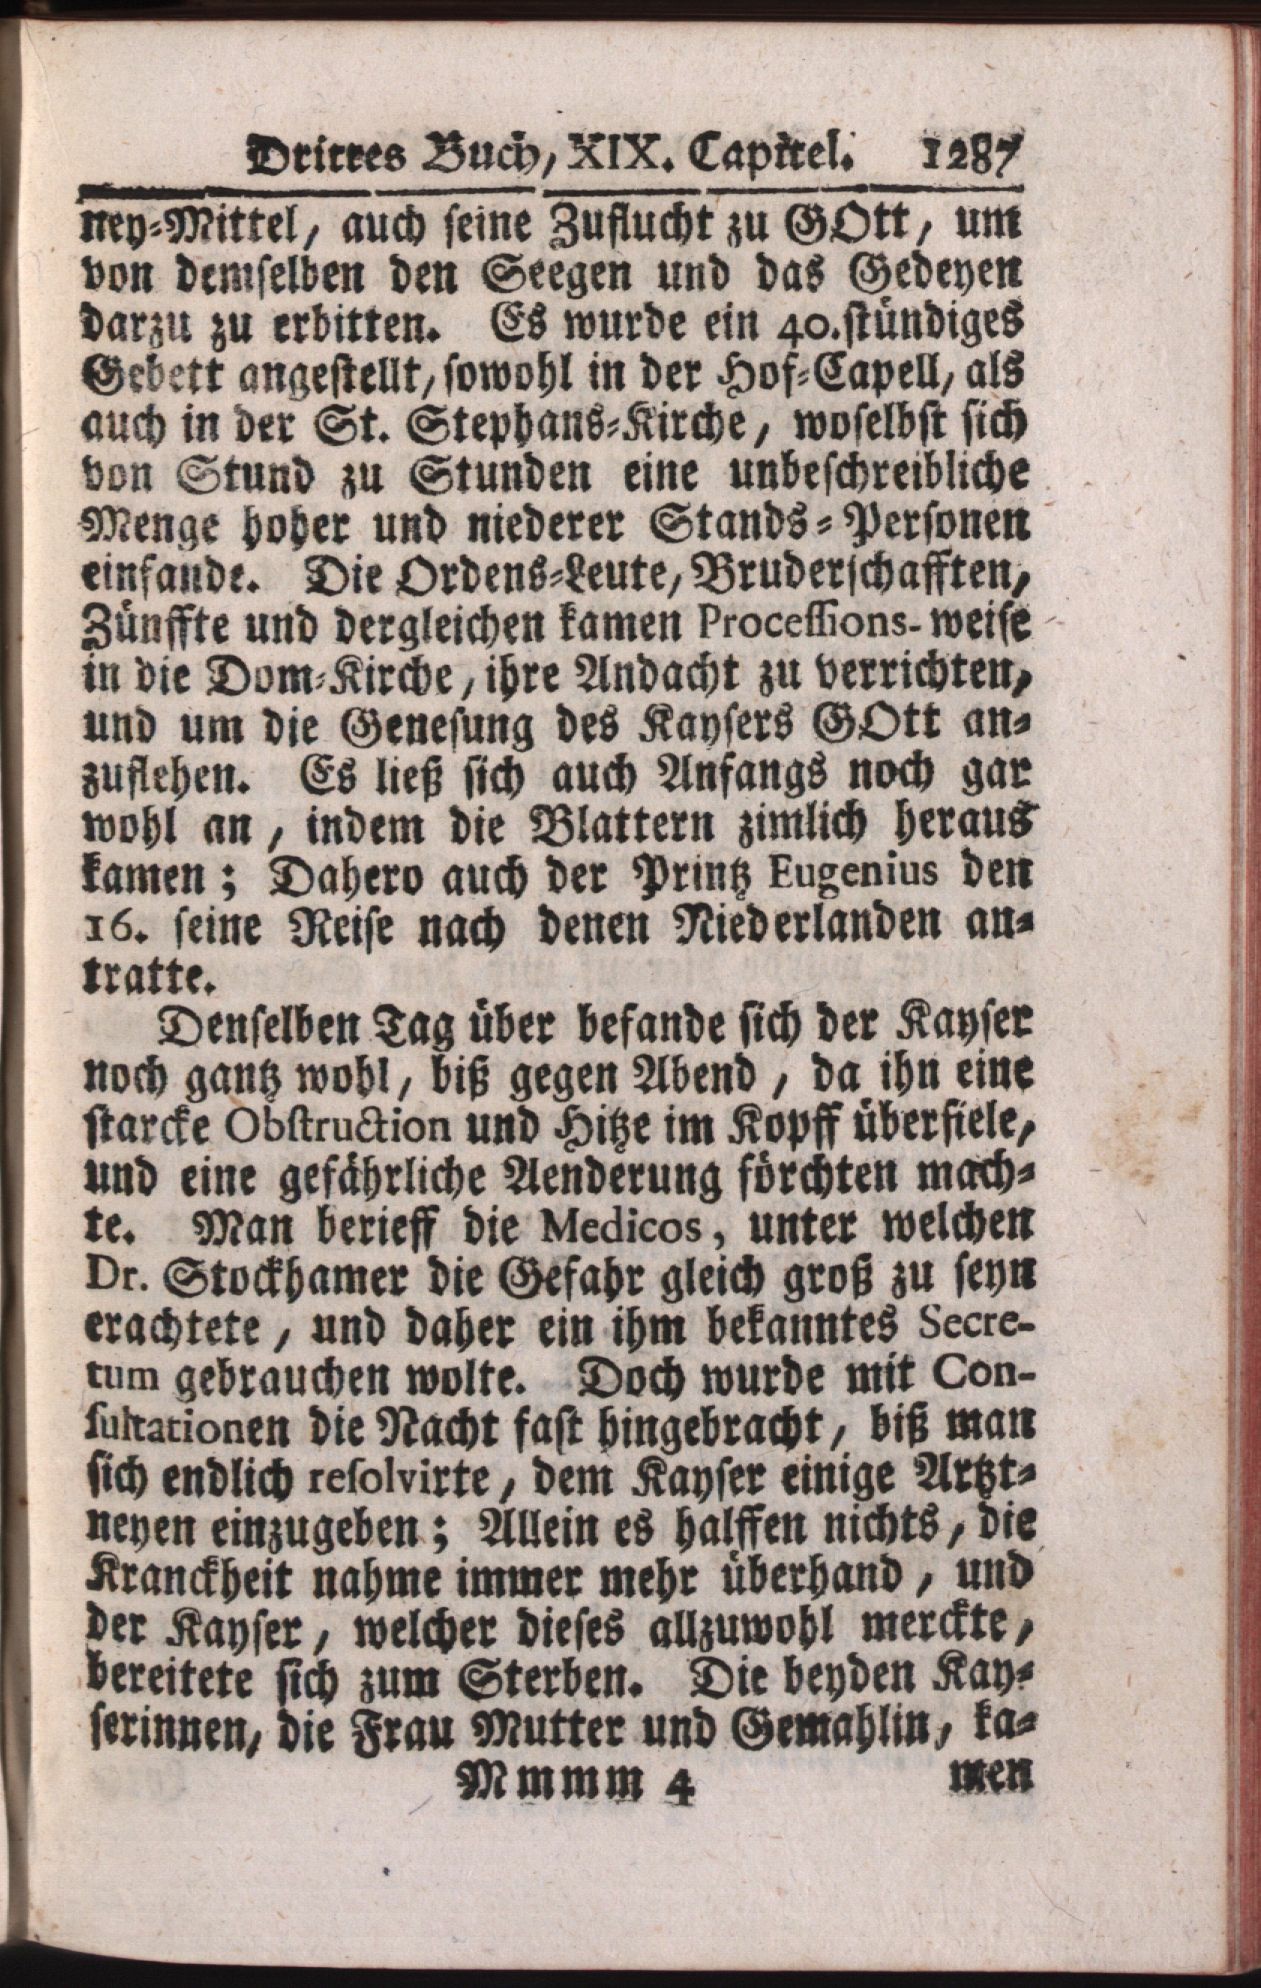 Drittes Buch, XIX. Capitel. 1287
ney-Mittel, auch seine Zuflucht zu GOtt, um
von demselben den Seegen und das Gedeyen
darzu zu erbitten. Es wurde ein 40.stündiges
Gebett angestellt, sowohl in der Hof-Capell, als
auch in der St. Stephans-Kirche, woselbst sich
von Stund zu Stunden eine unbeschreibliche
Menge hoher und niederer Stands-Personen
einfande. Die Ordens-Leute, Bruderschafften,
Zünffte und dergleichen kamen Processions-weise
in die Dom-Kirche, ihre Andacht zu verrichten,
und um die Genesung des Kaysers GOtt an-
zuflehen. Es ließ sich auch Anfangs noch gar
wohl an, indem die Blattern zimlich heraus
kamen; Dahero auch der Printz Eugenius den
16. seine Reise nach denen Niederlanden an-
tratte.
Denselben Tag über befande sich der Kayser
noch gantz wohl, biß gegen Abend, da ihn eine
starcke Obstruction und Hitze im Kopff überfiele,
und eine gefährliche Aenderung förchten mach-
te. Man berieff die Medicos, unter welchen
Dr. Stockhamer die Gefahr gleich groß zu seyn
erachtete, und daher ein ihm bekanntes Secre-
tum gebrauchen wolte. Doch wurde mit Con-
sultationen die Nacht fast hingebracht, biß man
sich endlich resolvirte, dem Kayser einige Artzt-
neyen einzugeben; Allein es halffen nichts, die
Kranckheit nahme immer mehr überhand, und
der Kayser, welcher dieses allzuwohl merckte,
bereitete sich zum Sterben. Die beyden Kay-
serinnen, die Frau Mutter und Gemahlin, ka-
Mmmm 4 men